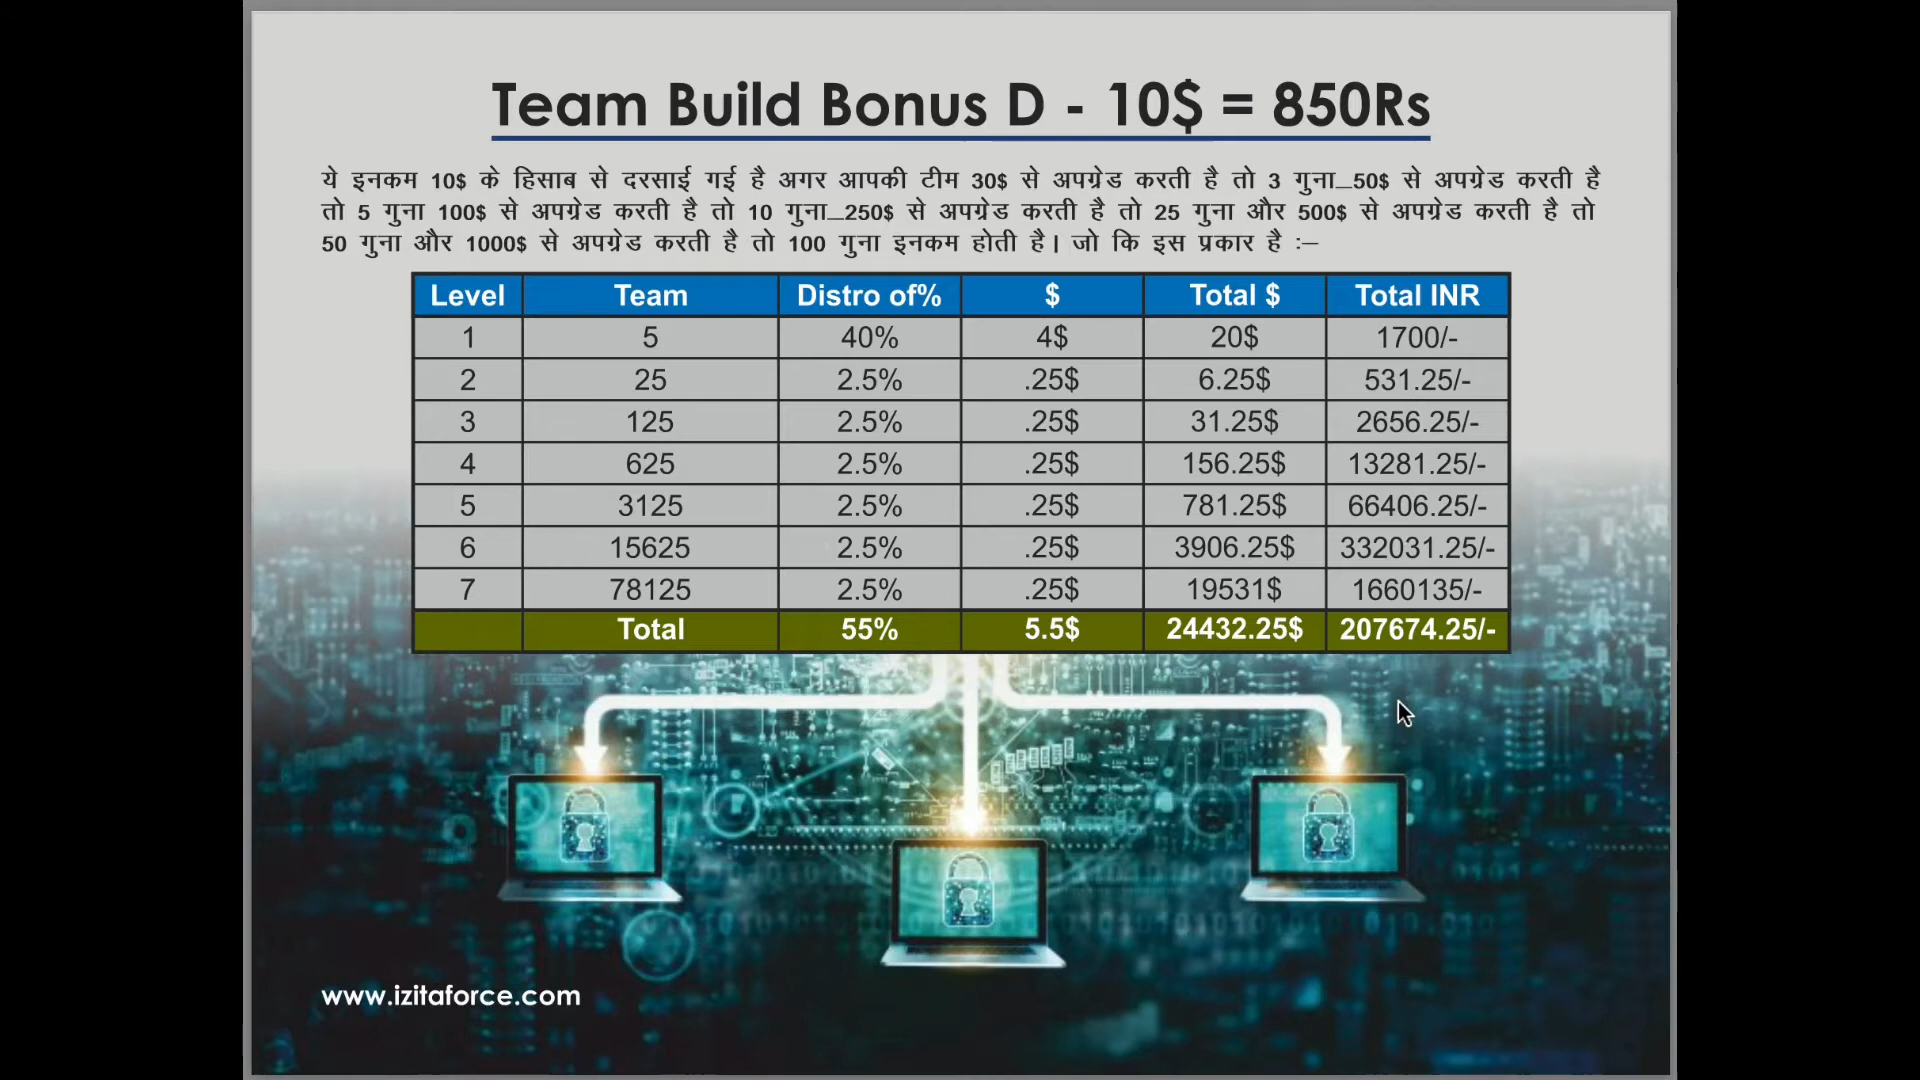 Team Build Bonus D - 10$ = 850Rs
ये इनकम 10$ के हिसाब से दरसाई गई है अगर आपकी टीम 30$ से अपग्रेड करती है तो 3 गुना–50$ से अपग्रेड करती है
तो 5 गुना 100$ से अपग्रेड करती है तो 10 गुना–250$ से अपग्रेड करती है तो 25 गुना और 500$ से अपग्रेड करती है तो
50 गुना और 1000$ से अपग्रेड करती है तो 100 गुना इनकम होती है। जो कि इस प्रकार है :–
Level Team Distro of% $ Total $ Total INR
1 5 40% 4$ 20$ 1700/-
2 25 2.5% .25$ 6.25$ 531.25/-
3 125 2.5% .25$ 31.25$ 2656.25/-
4 625 2.5% .25$ 156.25$ 13281.25/-
5 3125 2.5% .25$ 781.25$ 66406.25/-
6 15625 2.5% .25$ 3906.25$ 332031.25/-
7 78125 2.5% .25$ 19531$ 1660135/-
Total 55% 5.5$ 24432.25$ 207674.25/-
www.izitaforce.com